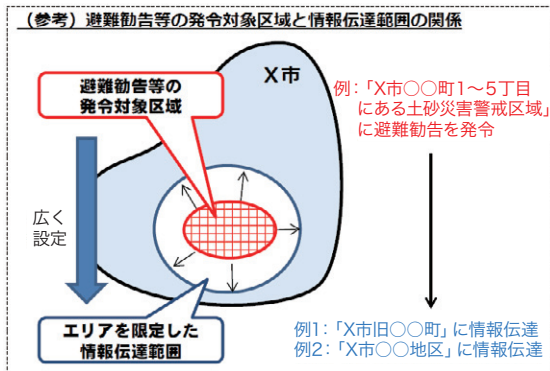 (参考)避難勧告等の発令対象区域と情報伝達範囲の関係
X市
避難勧告等の
発令対象区域
例:「X市○○町1~5丁目
にある土砂災害警戒区域」
に避難勧告を発令
広く
設定
エリアを限定した
情報伝達範囲
例1:「X市旧○○町」に情報伝達
例2:「X市○○地区」に情報伝達